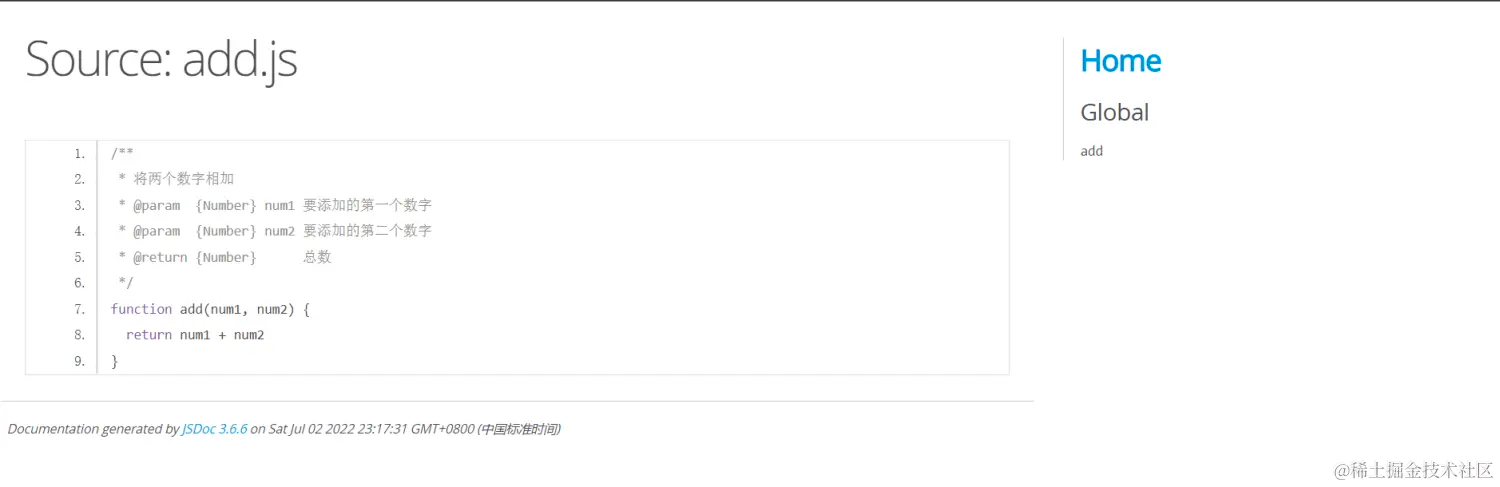 Source: add.js
1. /**
2. * 将两个数字相加
3. * @param  {Number} num1 要添加的第一个数字
4. * @param  {Number} num2 要添加的第二个数字
5. * @return {Number}      总数
6. */
7. function add(num1, num2) {
8.   return num1 + num2
9. }
Documentation generated by JSDoc 3.6.6 on Sat Jul 02 2022 23:17:31 GMT+0800 (中国标准时间)
Home
Global
add
@稀土掘金技术社区